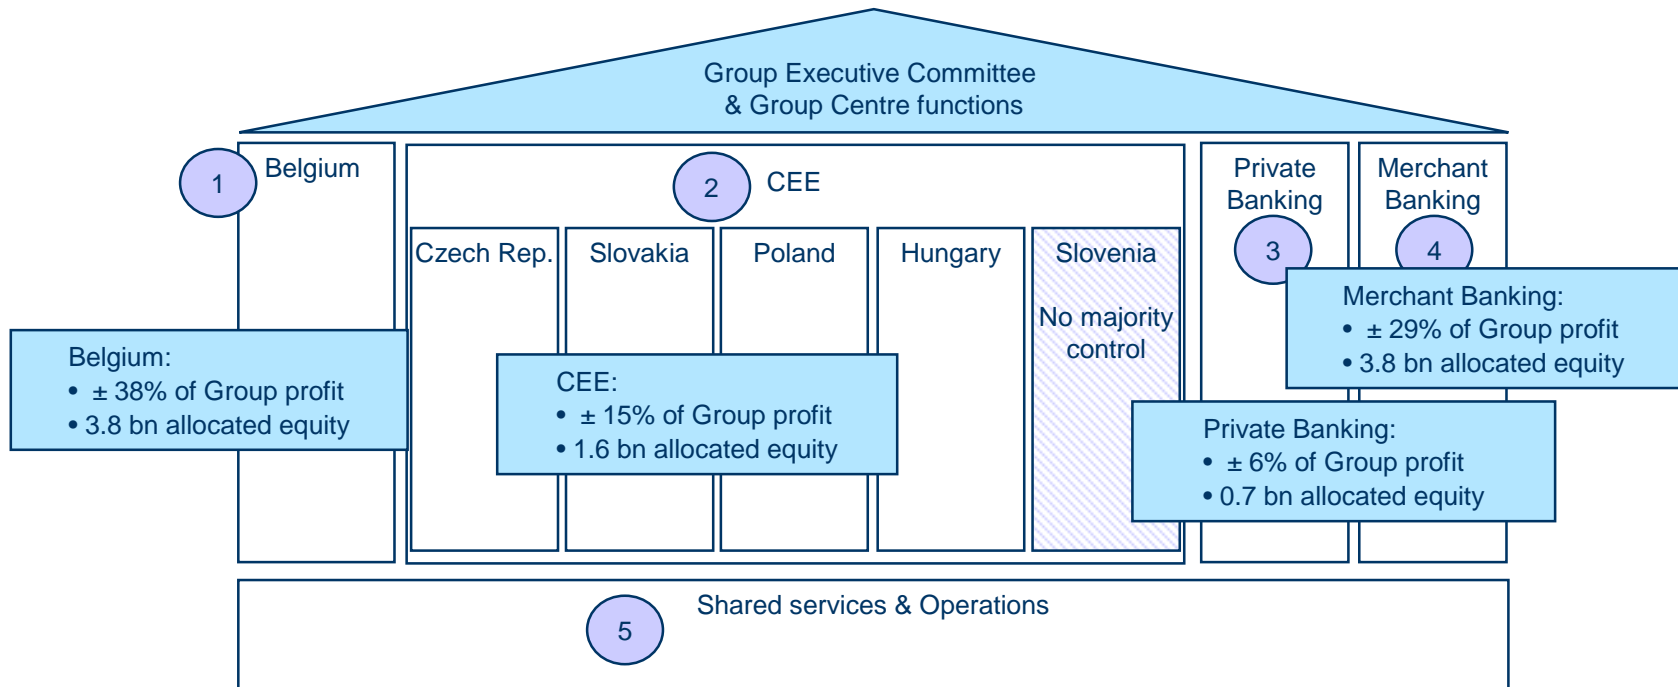 Group Executive Committee
& Group Centre functions
1
Belgium
2
CEE
Private
Banking
3
Merchant
Banking
4
Czech Rep.
Slovakia
Poland
Hungary
Slovenia
No majority
control
Belgium:
• ± 38% of Group profit
• 3.8 bn allocated equity
CEE:
• ± 15% of Group profit
• 1.6 bn allocated equity
Merchant Banking:
• ± 29% of Group profit
• 3.8 bn allocated equity
Private Banking:
• ± 6% of Group profit
• 0.7 bn allocated equity
Shared services & Operations
5